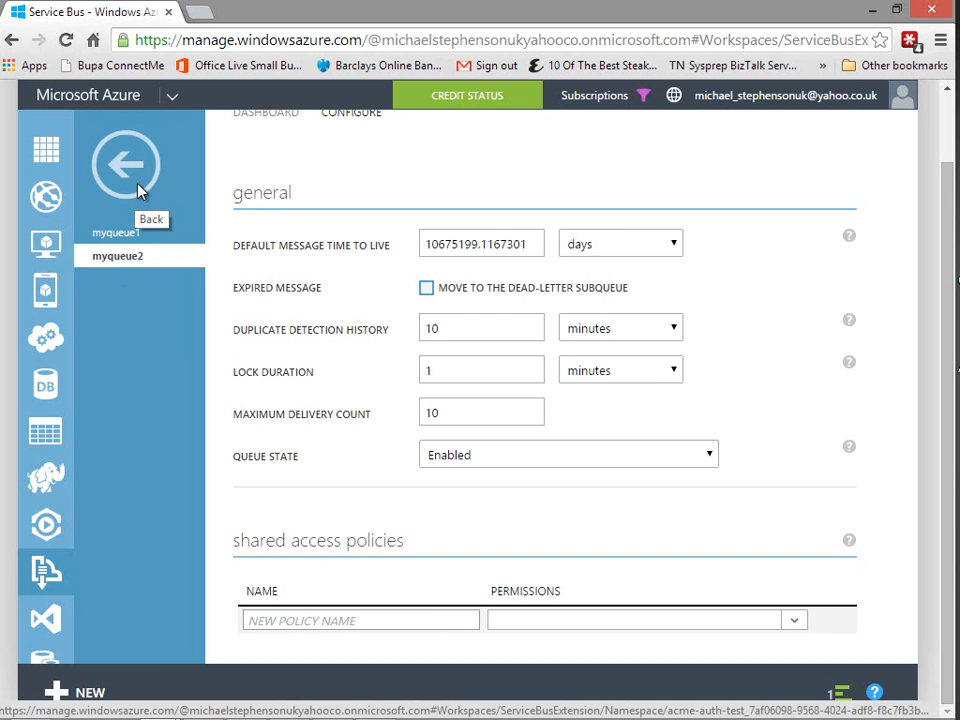 Service Bus - Windows Az
https://manage.windowsazure.com/@michaelstephensonukyahooco.onmicrosoft.com#Workspaces/ServiceBusEx
4
Apps Bupa ConnectMe Office Live Small Bu... Barclays Online Ban... Sign out 10 Of The Best Steak... TN Sysprep BizTalk Serv... » Other bookmarks
Microsoft Azure CREDIT STATUS Subscriptions michael_stephensonuk@yahoo.co.uk
DASHBOARD CONFIGURE
general
Back
myqueue1
myqueue2
DEFAULT MESSAGE TIME TO LIVE 10675199.1167301 days ?
EXPIRED MESSAGE MOVE TO THE DEAD-LETTER SUBQUEUE
DUPLICATE DETECTION HISTORY 10 minutes ?
LOCK DURATION 1 minutes ?
MAXIMUM DELIVERY COUNT 10
DB
QUEUE STATE Enabled ?
shared access policies ?
NAME PERMISSIONS
NEW POLICY NAME
NEW 1 ?
https://manage.windowsazure.com/@michaelstephensonukyahooco.onmicrosoft.com#Workspaces/ServiceBusExtension/Namespace/acme-auth-test_7af06098-9568-4024-adf8-f8c7fb3b...